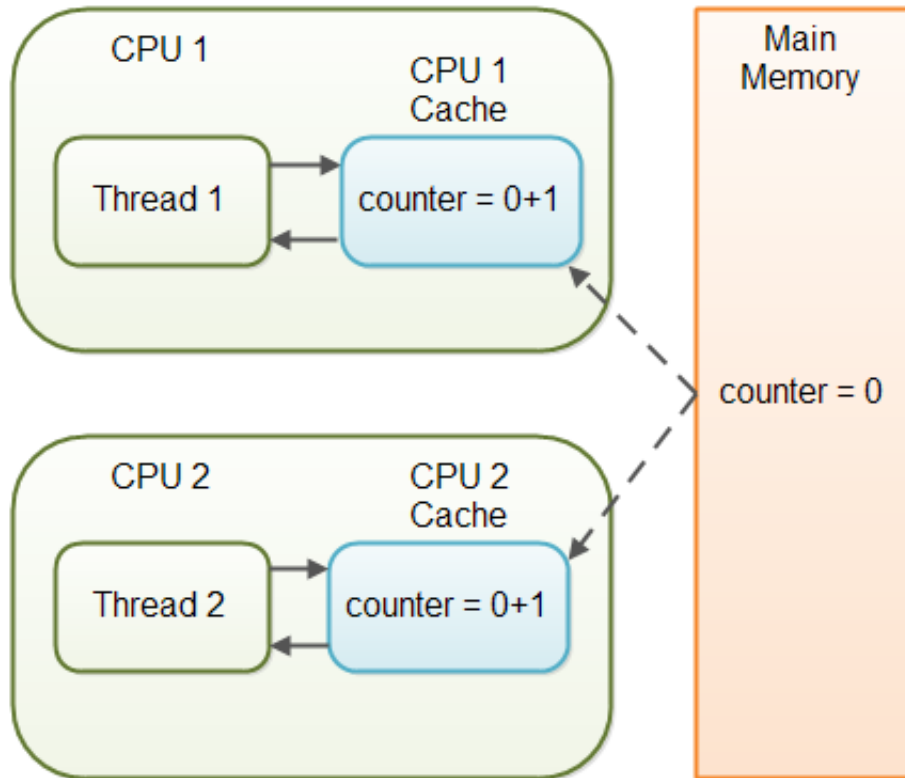 CPU 1
CPU 1
Cache
Thread 1
counter = 0+1
Main
Memory
counter = 0
CPU 2
CPU 2
Cache
Thread 2
counter = 0+1